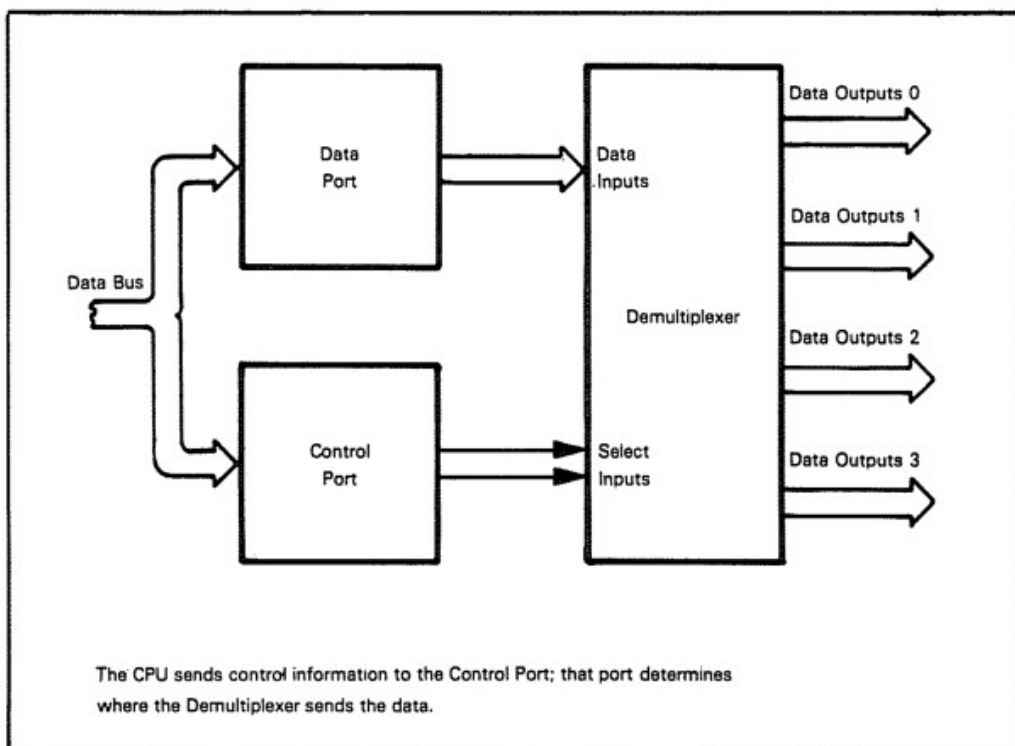 Data Outputs 0
Data
Port
Data
Inputs
Data Outputs 1
Data Bus
Demultiplexer
Data Outputs 2
Control
Port
Select
Inputs
Data Outputs 3
The CPU sends control information to the Control Port; that port determines
where the Demultiplexer sends the data.